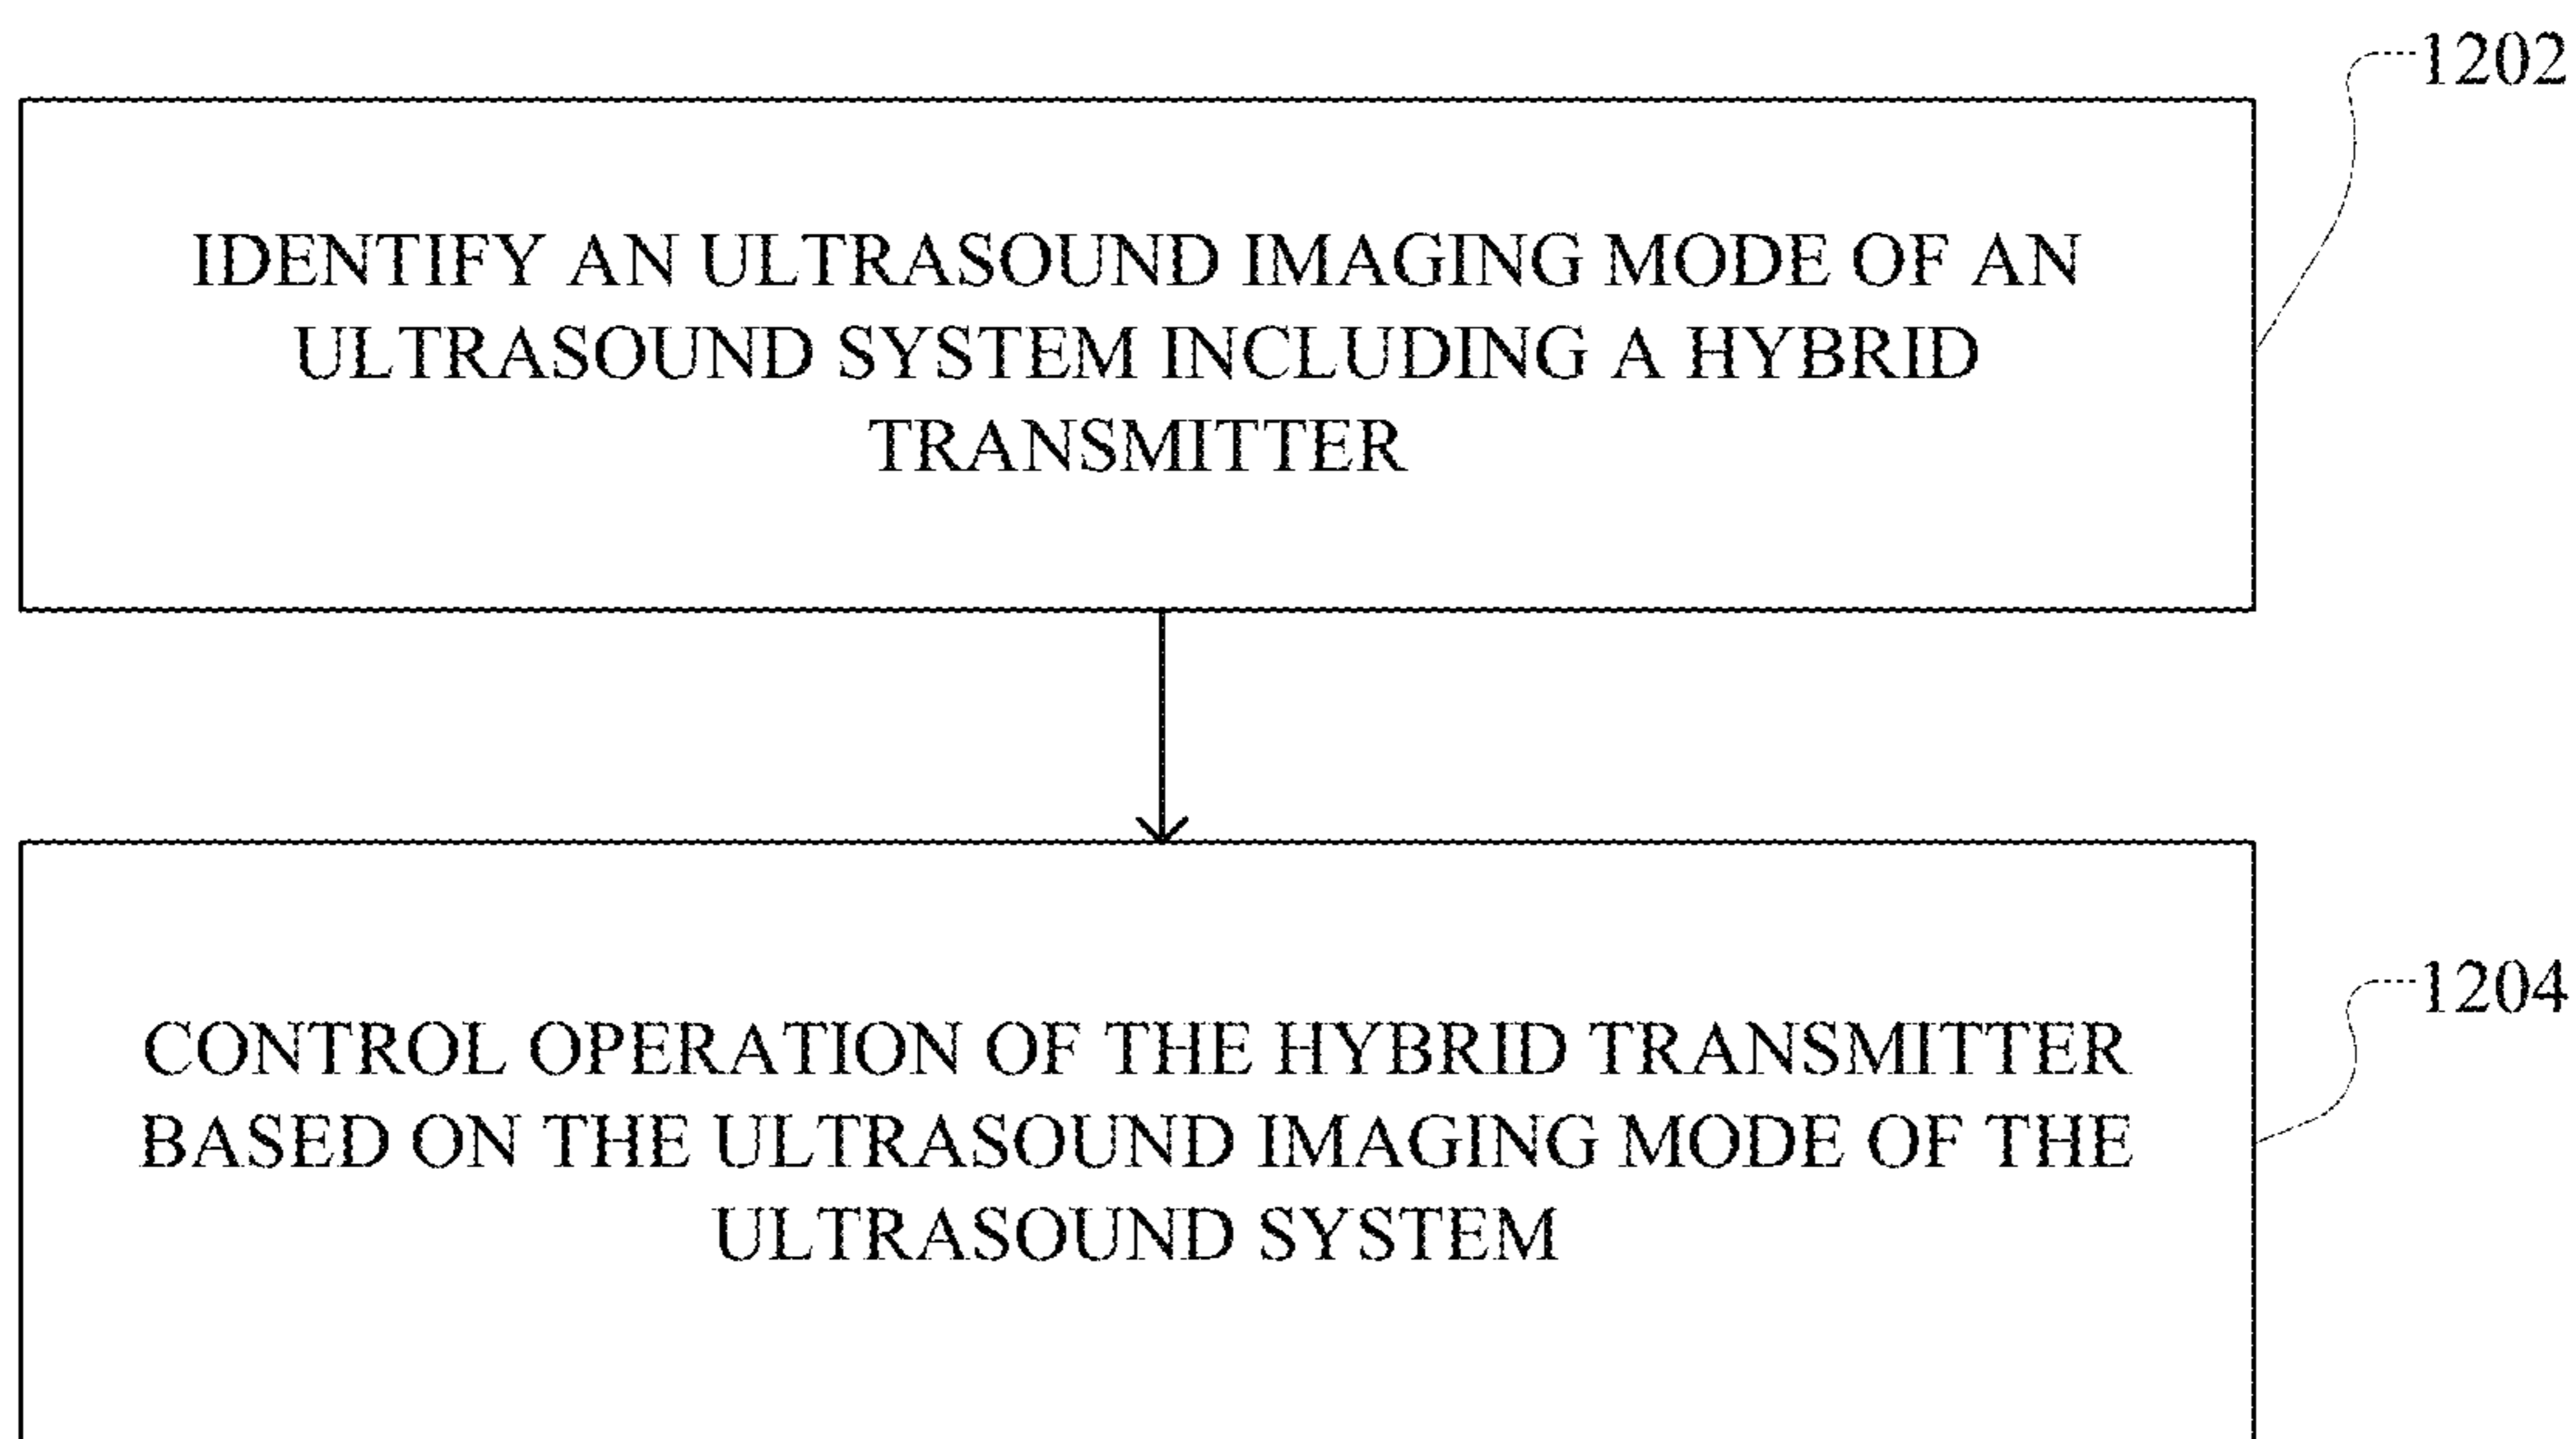 1202
IDENTIFY AN ULTRASOUND IMAGING MODE OF AN
ULTRASOUND SYSTEM INCLUDING A HYBRID
TRANSMITTER
1204
CONTROL OPERATION OF THE HYBRID TRANSMITTER
BASED ON THE ULTRASOUND IMAGING MODE OF THE
ULTRASOUND SYSTEM